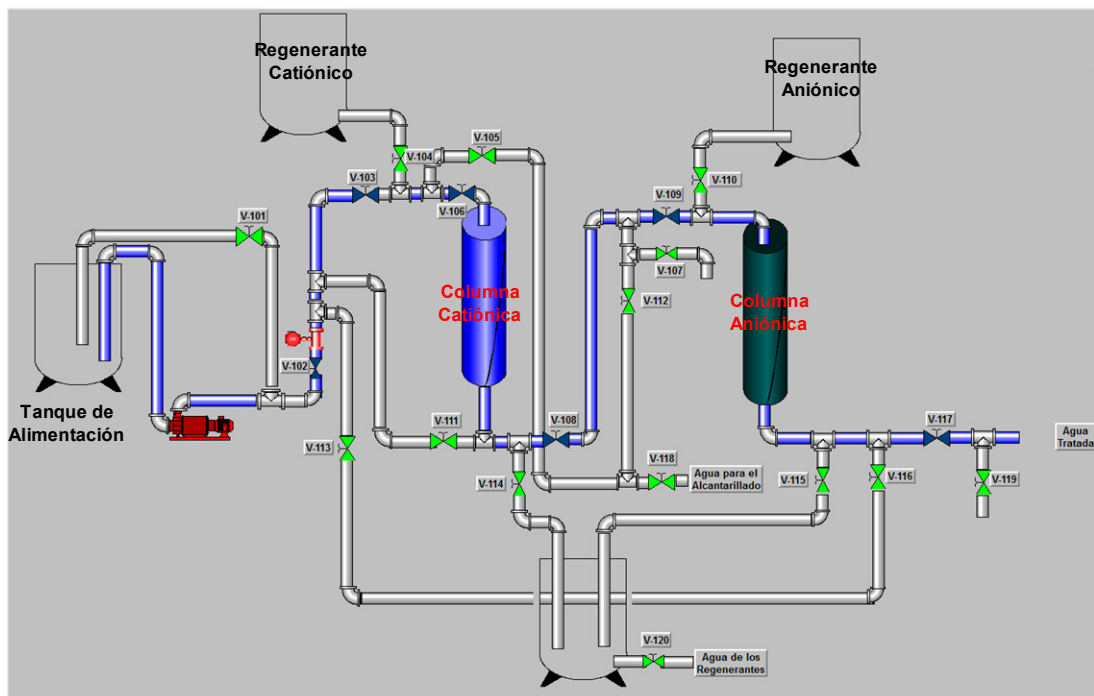 Regenerante
Catiónico
Regenerante
Aniónico
V-105
V-104
V-103
V-106
V-110
V-109
V-101
V-107
V-112
Columna
Catiónica
Columna
Aniónica
V-102
Tanque de
Alimentación
V-111
V-108
V-117
Agua
Tratada
V-113
V-114
V-118
Agua para el
Alcantarillado
V-115
V-116
V-119
V-120
Agua de los
Regenerantes